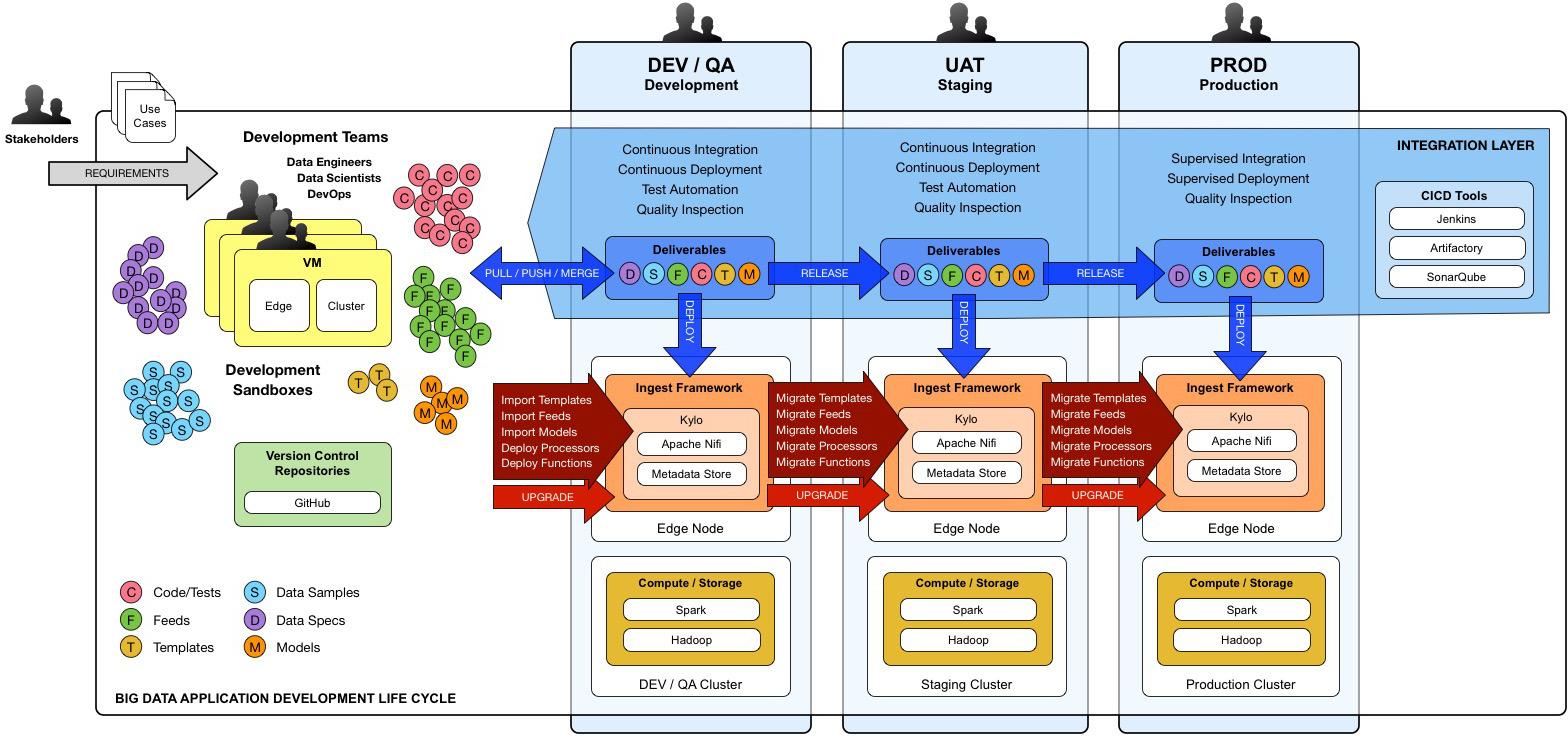 DEV / QA
Development
UAT
Staging
PROD
Production
Stakeholders
Use
Cases
REQUIREMENTS
Development Teams
Data Engineers
Data Scientists
DevOps
VM
Edge
Cluster
Development
Sandboxes
Version Control
Repositories
GitHub
C C C C C C C C C C C C C
D D D D D D D D D D D D
F F F F F F F F F F F F F
S S S S S S S S S S S S S
T T T
M M M M M
C Code/Tests
S Data Samples
F Feeds
D Data Specs
T Templates
M Models
BIG DATA APPLICATION DEVELOPMENT LIFE CYCLE
INTEGRATION LAYER
Continuous Integration
Continuous Deployment
Test Automation
Quality Inspection
Continuous Integration
Continuous Deployment
Test Automation
Quality Inspection
Supervised Integration
Supervised Deployment
Quality Inspection
CICD Tools
Jenkins
Artifactory
SonarQube
PULL / PUSH / MERGE
Deliverables
D S F C T M
RELEASE
Deliverables
D S F C T M
RELEASE
Deliverables
D S F C T M
DEPLOY
DEPLOY
DEPLOY
Import Templates
Import Feeds
Import Models
Deploy Processors
Deploy Functions
UPGRADE
Ingest Framework
Kylo
Apache Nifi
Metadata Store
Edge Node
Migrate Templates
Migrate Feeds
Migrate Models
Migrate Processors
Migrate Functions
UPGRADE
Ingest Framework
Kylo
Apache Nifi
Metadata Store
Edge Node
Migrate Templates
Migrate Feeds
Migrate Models
Migrate Processors
Migrate Functions
UPGRADE
Ingest Framework
Kylo
Apache Nifi
Metadata Store
Edge Node
Compute / Storage
Spark
Hadoop
DEV / QA Cluster
Compute / Storage
Spark
Hadoop
Staging Cluster
Compute / Storage
Spark
Hadoop
Production Cluster